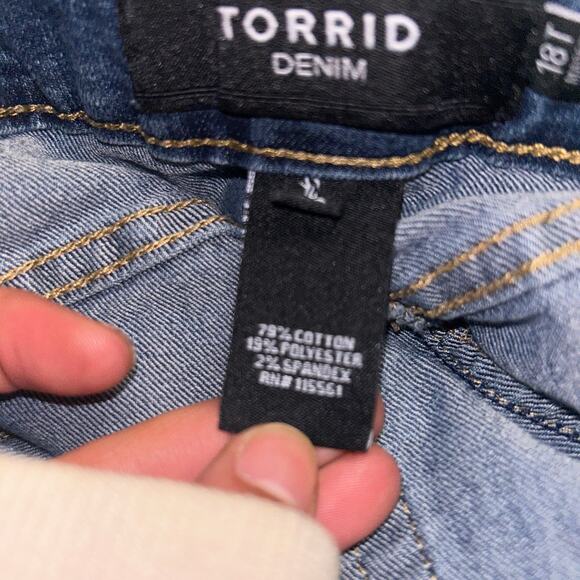 TORRID
DENIM
18T
79% COTTON
19% POLYESTER
2% SPANDEX
RN# 115561